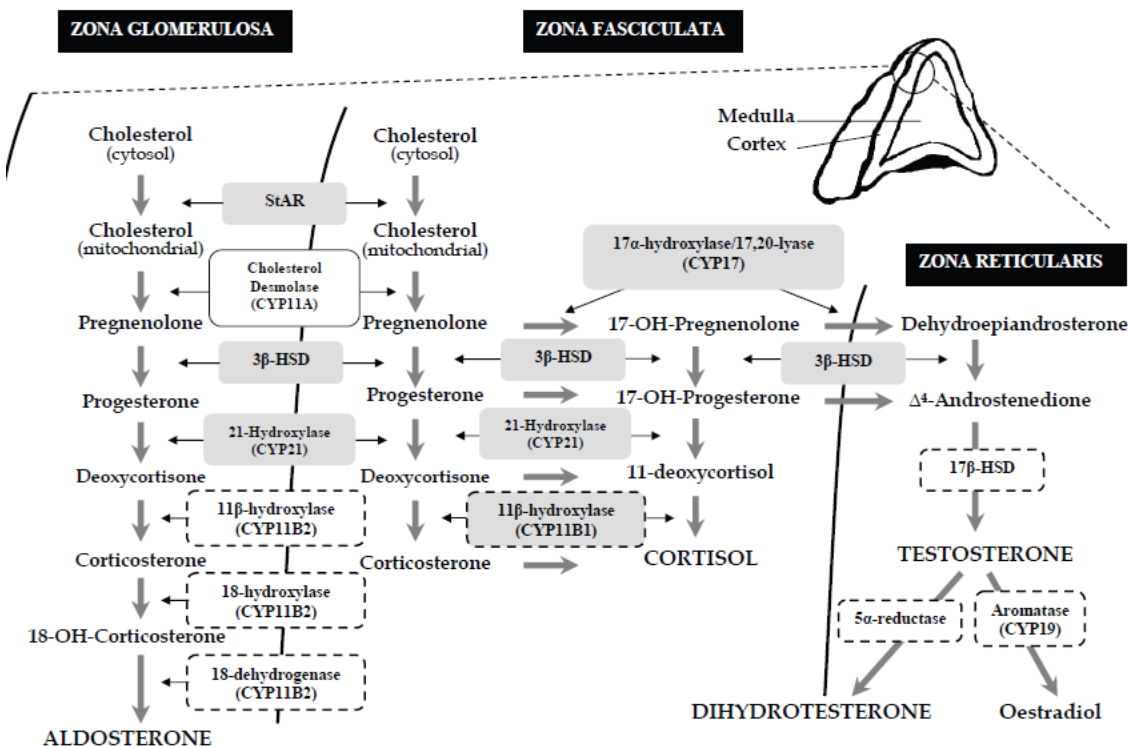 ZONA GLOMERULOSA
ZONA FASCICULATA
Medulla
Cortex
Cholesterol
(cytosol)
Cholesterol
(cytosol)
StAR
Cholesterol
(mitochondrial)
Cholesterol
(mitochondrial)
17α-hydroxylase/17,20-lyase
(CYP17)
ZONA RETICULARIS
Cholesterol
Desmolase
(CYP11A)
Pregnenolone
Pregnenolone
17-OH-Pregnenolone
Dehydroepiandrosterone
3β-HSD
3β-HSD
3β-HSD
Progesterone
Progesterone
17-OH-Progesterone
Δ⁴-Androstenedione
21-Hydroxylase
(CYP21)
21-Hydroxylase
(CYP21)
17β-HSD
Deoxycortisone
Deoxycortisone
11-deoxycortisol
11β-hydroxylase
(CYP11B2)
11β-hydroxylase
(CYP11B1)
Corticosterone
Corticosterone
CORTISOL
TESTOSTERONE
18-hydroxylase
(CYP11B2)
5α-reductase
Aromatase
(CYP19)
18-OH-Corticosterone
18-dehydrogenase
(CYP11B2)
ALDOSTERONE
DIHYDROTESTERONE
Oestradiol